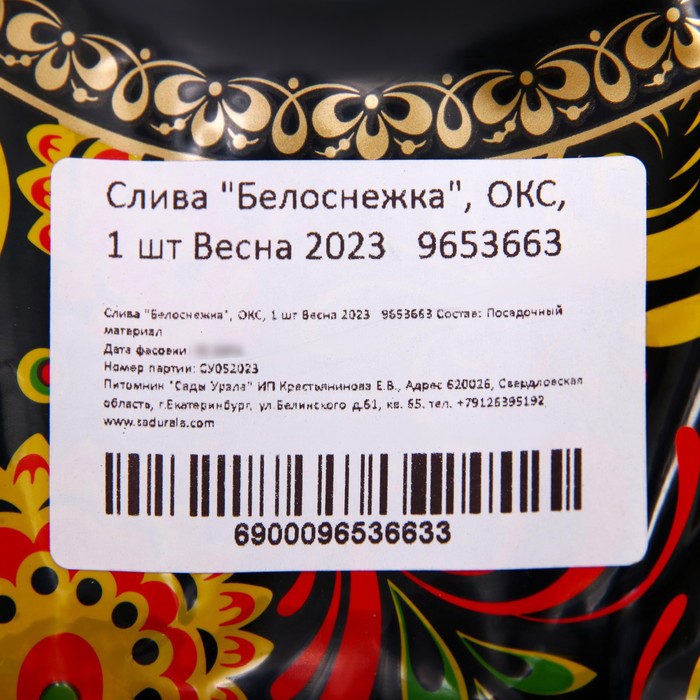 Слива "Белоснежка", ОКС,
1 шт Весна 2023 9653663
Слива "Белоснежка", ОКС, 1 шт Весна 2023 9653663 Состав: Посадочный
материал
Дата фасовки
Номер партии: СУ052023
Питомник "Сады Урала" ИП Крестьянинова Е.В., Адрес 620026, Свердловская
область, г.Екатеринбург, ул.Белинского д.61, кв. 65. тел. +79126395192
www.sadurala.com
6900096536633